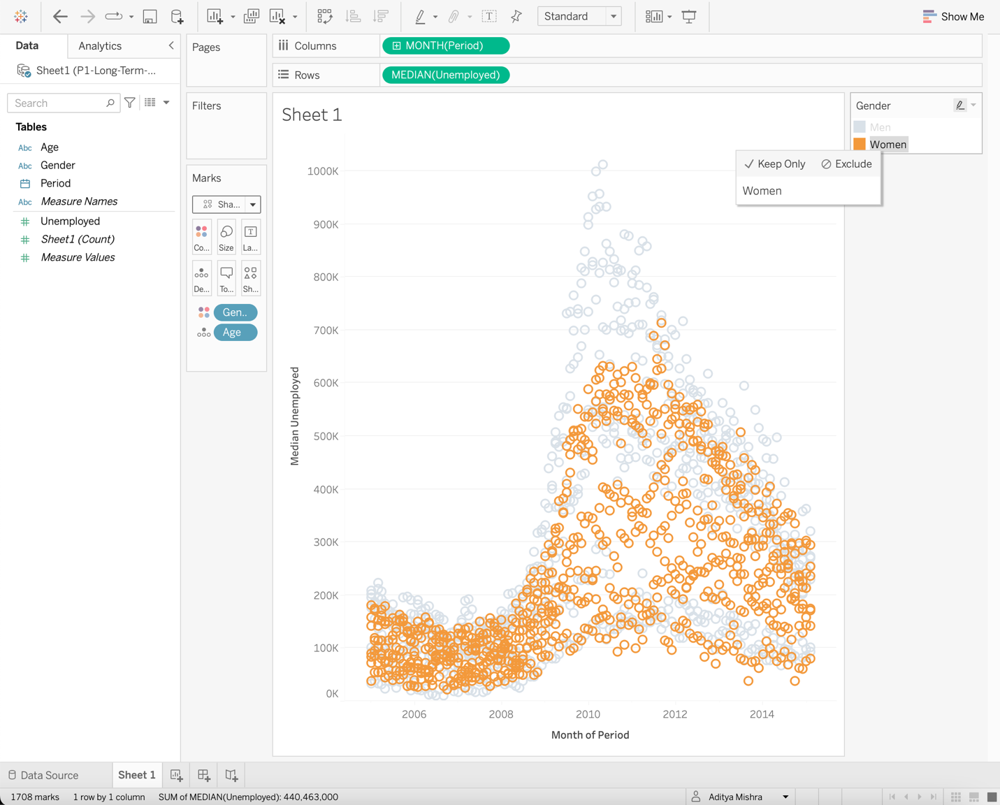 Standard
Show Me
Data
Analytics
Pages
Columns
MONTH(Period)
Rows
MEDIAN(Unemployed)
Sheet1 (P1-Long-Term-...
Search
Tables
Abc Age
Abc Gender
Period
Abc Measure Names
Unemployed
Sheet1 (Count)
Measure Values
Filters
Marks
Sha...
Co...
Size
La...
De...
To...
Sh...
Gen..
Age
Sheet 1
Gender
Men
Women
Keep Only
Exclude
Women
1000K
900K
800K
700K
600K
500K
400K
300K
200K
100K
0K
Median Unemployed
2006
2008
2010
2012
2014
Month of Period
Data Source
Sheet 1
1708 marks
1 row by 1 column
SUM of MEDIAN(Unemployed): 440,463,000
Aditya Mishra